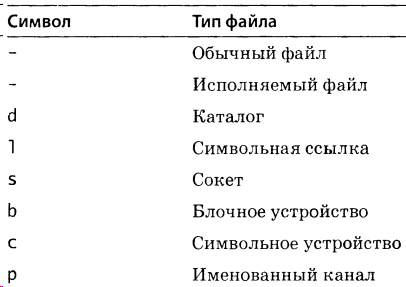 Символ Тип файла
- Обычный файл
- Исполняемый файл
d Каталог
l Символьная ссылка
s Сокет
b Блочное устройство
c Символьное устройство
p Именованный канал